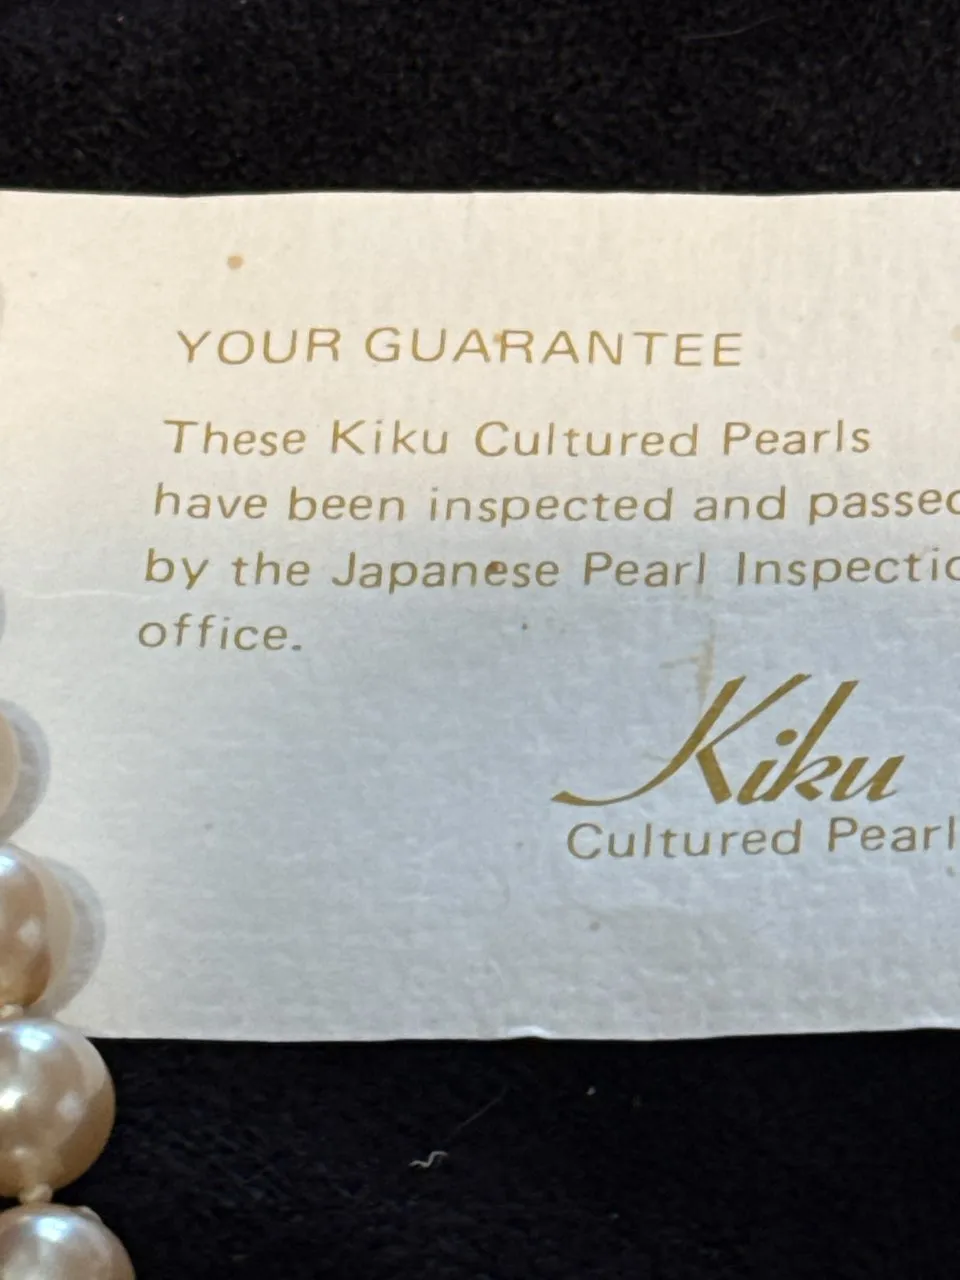 YOUR GUARANTEE
These Kiku Cultured Pearls
have been inspected and passed
by the Japanese Pearl Inspectio
office.
Kiku
Cultured Pearl